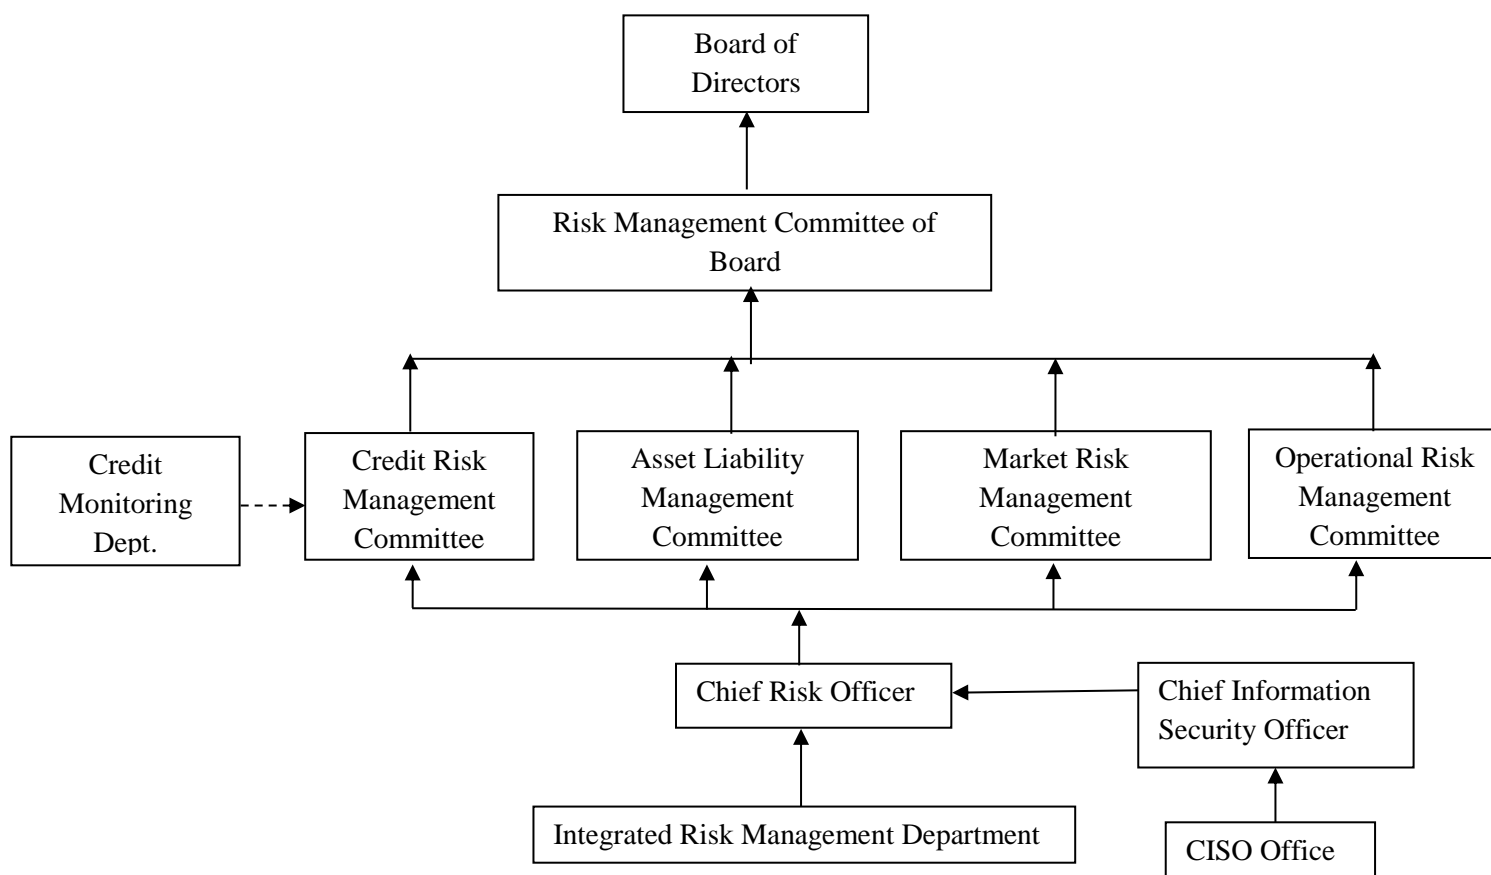 Board of
Directors
Risk Management Committee of
Board
Credit
Monitoring
Dept.
Credit Risk
Management
Committee
Asset Liability
Management
Committee
Market Risk
Management
Committee
Operational Risk
Management
Committee
Chief Risk Officer
Chief Information
Security Officer
Integrated Risk Management Department
CISO Office